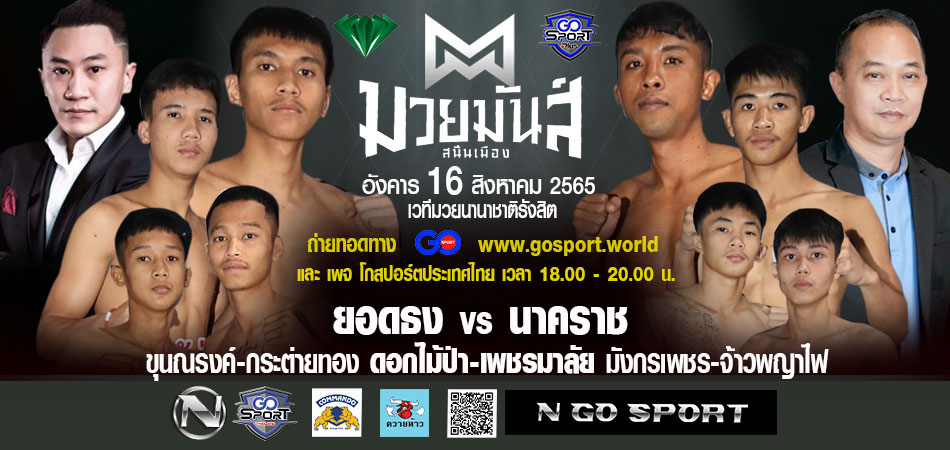 GO
SPORT
Plus
มวยมันส์
สนั่นเมือง
อังคาร 16 สิงหาคม 2565
เวทีมวยนานาชาติรังสิต
ถ่ายทอดทาง GO SPORT www.gosport.world
และ เพจ โกสปอร์ตประเทศไทย เวลา 18.00 - 20.00 น.
ยอดธง vs นาคราช
ขุนณรงค์-กระต่ายทอง ดอกไม้ป่า-เพชรมาลัย มังกรเพชร-จ้าวพญาไฟ
N
GO
SPORT
COMMANDO
ควายหาว
N GO SPORT